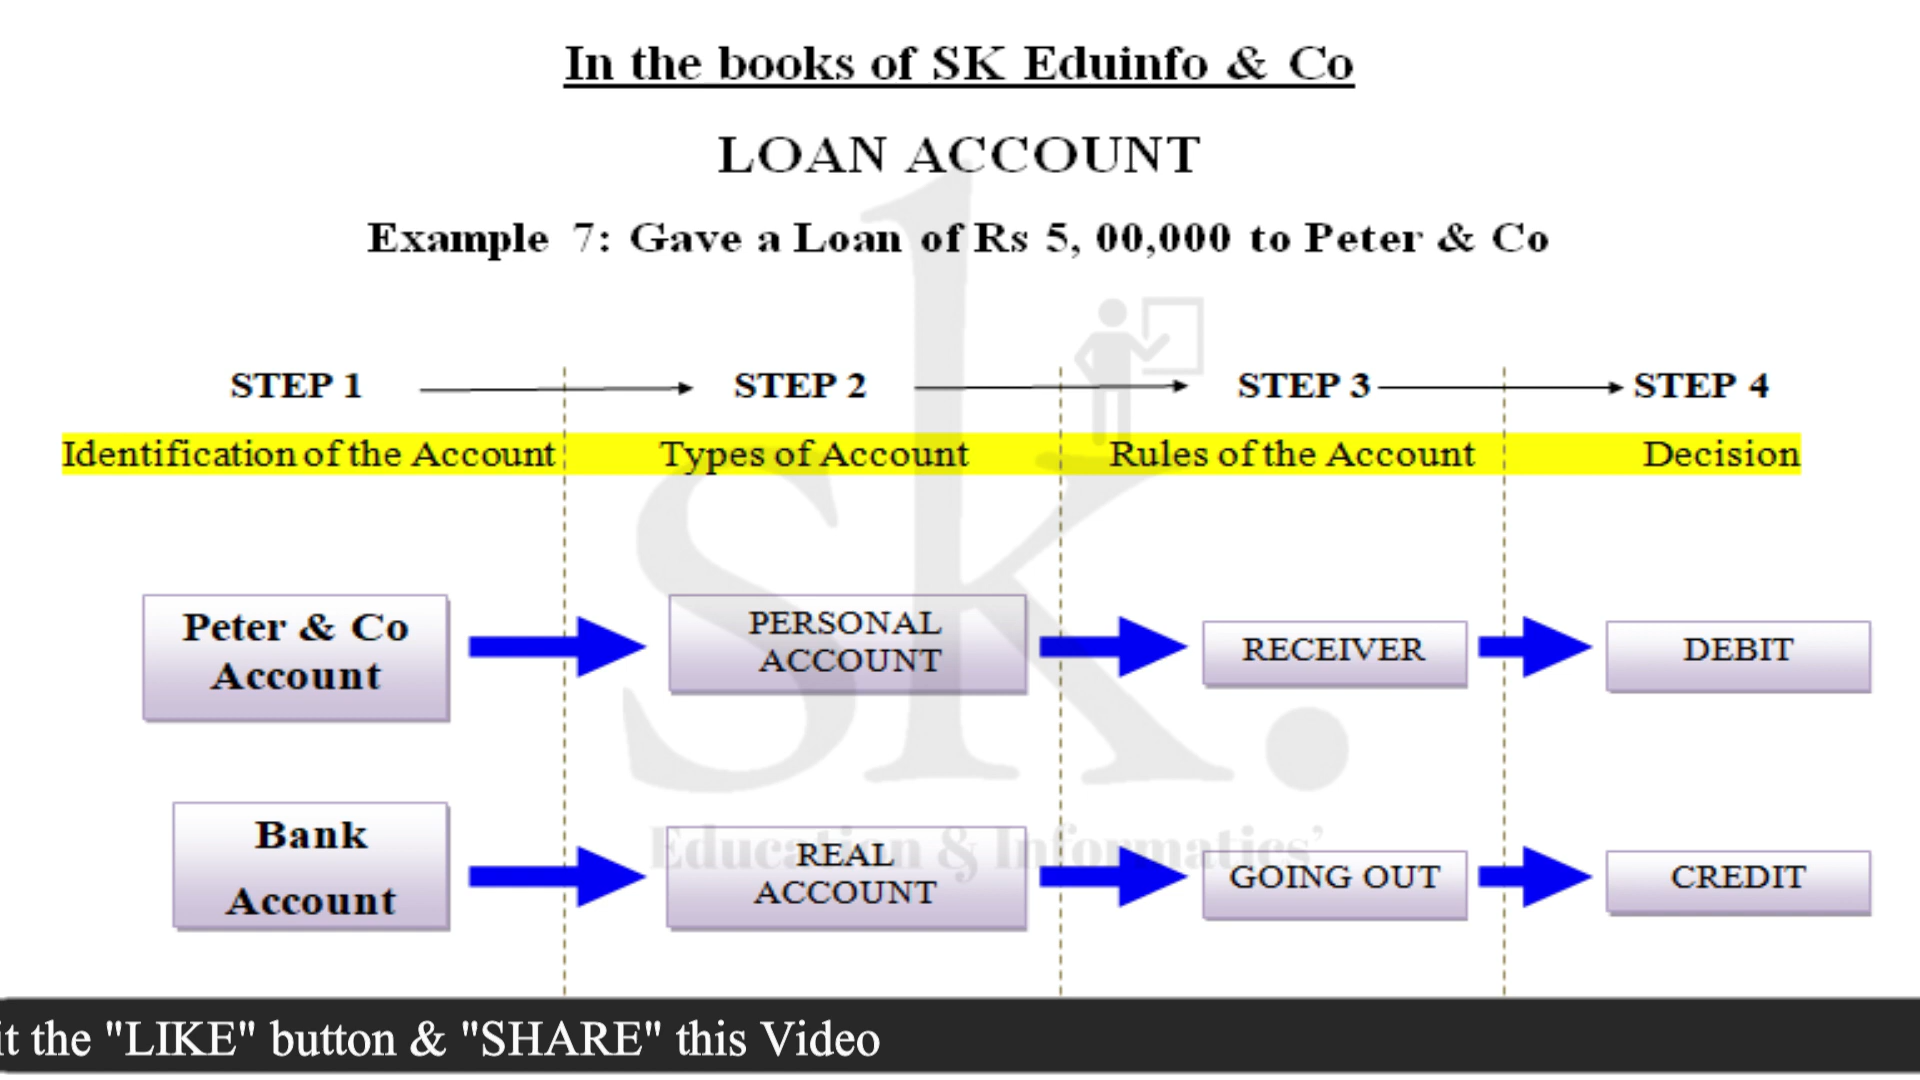 In the books of SK Eduinfo & Co
LOAN ACCOUNT
Example 7: Gave a Loan of Rs 5, 00,000 to Peter & Co
STEP 1
STEP 2
STEP 3
STEP 4
Identification of the Account
Types of Account
Rules of the Account
Decision
Peter & Co
Account
PERSONAL
ACCOUNT
RECEIVER
DEBIT
Bank
Account
REAL
ACCOUNT
GOING OUT
CREDIT
sk.
Education & Informatics'
it the "LIKE" button & "SHARE" this Video